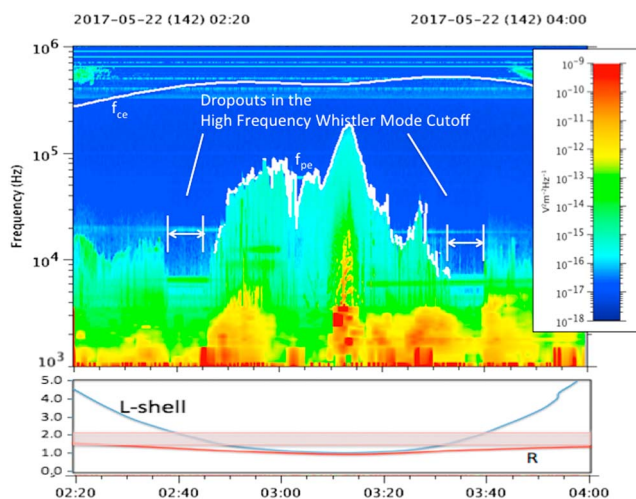 2017-05-22 (142) 02:20
2017-05-22 (142) 04:00
10⁶
10⁵
10⁴
10³
Frequency (Hz)
Dropouts in the
High Frequency Whistler Mode Cutoff
f_ce
f_pe
10⁻⁹
10⁻¹⁰
10⁻¹¹
10⁻¹²
10⁻¹³
10⁻¹⁴
10⁻¹⁵
10⁻¹⁶
10⁻¹⁷
10⁻¹⁸
V²m⁻²Hz⁻¹
5.0
4.0
3.0
2.0
1.0
0.0
L-shell
R
02:20
02:40
03:00
03:20
03:40
04:00